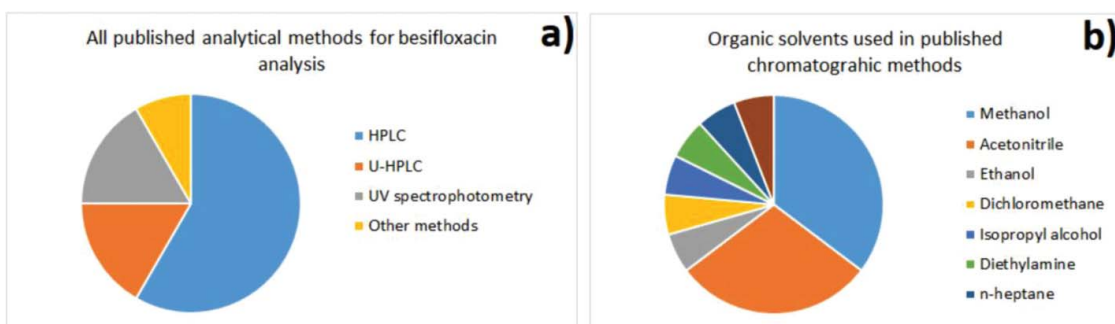 All published analytical methods for besifloxacin
analysis
a)
HPLC
U-HPLC
UV spectrophotometry
Other methods
Organic solvents used in published
chromatograhic methods
b)
Methanol
Acetonitrile
Ethanol
Dichloromethane
Isopropyl alcohol
Diethylamine
n-heptane